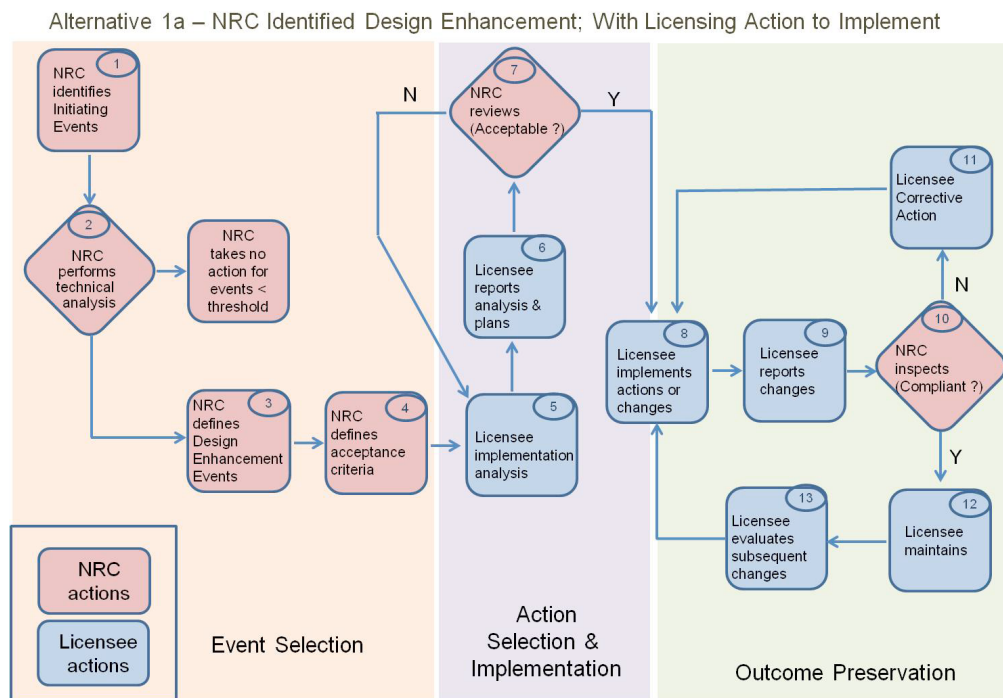 Alternative 1a – NRC Identified Design Enhancement; With Licensing Action to Implement
1
NRC
identifies
Initiating
Events
2
NRC
performs
technical
analysis
NRC
takes no
action for
events <
threshold
3
NRC
defines
Design
Enhancement
Events
4
NRC
defines
acceptance
criteria
NRC
actions
Licensee
actions
Event Selection
N
7
NRC
reviews
(Acceptable ?)
Y
6
Licensee
reports
analysis &
plans
5
Licensee
implementation
analysis
Action
Selection &
Implementation
8
Licensee
implements
actions or
changes
9
Licensee
reports
changes
10
NRC
inspects
(Compliant ?)
N
11
Licensee
Corrective
Action
Y
12
Licensee
maintains
13
Licensee
evaluates
subsequent
changes
Outcome Preservation